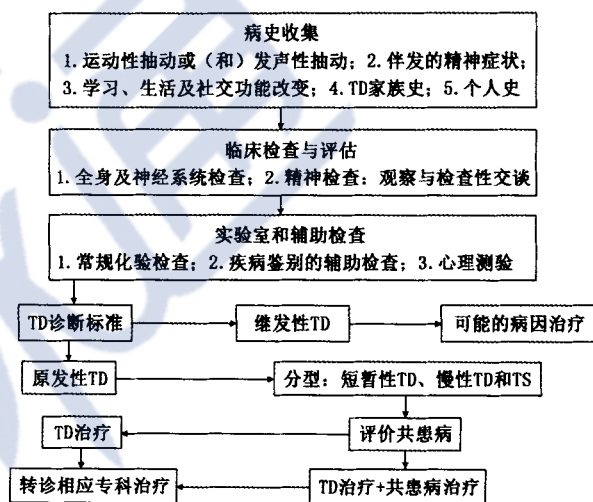 病史收集
1. 运动性抽动或（和）发声性抽动；2. 伴发的精神症状；
3. 学习、生活及社交功能改变；4. TD家族史；5. 个人史
临床检查与评估
1. 全身及神经系统检查；2. 精神检查：观察与检查性交谈
实验室和辅助检查
1. 常规化验检查；2. 疾病鉴别的辅助检查；3. 心理测验
TD诊断标准
继发性TD
可能的病因治疗
原发性TD
分型：短暂性TD、慢性TD和TS
TD治疗
评价共患病
转诊相应专科治疗
TD治疗+共患病治疗